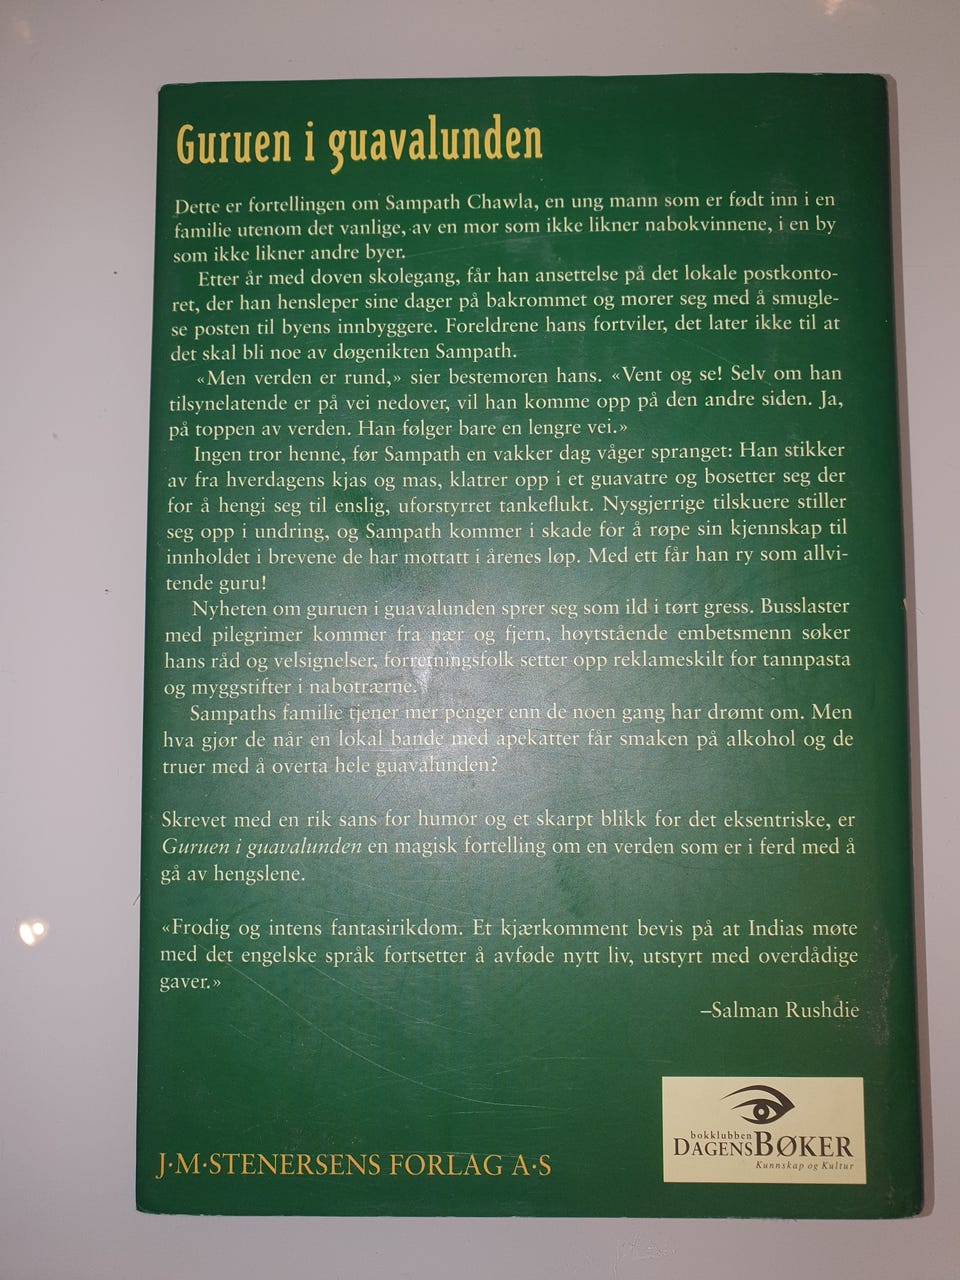 Guruen i guavalunden
Dette er fortellingen om Sampath Chawla, en ung mann som er født inn i en
familie utenom det vanlige, av en mor som ikke likner nabokvinnene, i en by
som ikke likner andre byer.
Etter år med doven skolegang, får han ansettelse på det lokale postkonto-
ret, der han hensleper sine dager på bakrommet og morer seg med å smugle-
se posten til byens innbyggere. Foreldrene hans fortviler, det later ikke til at
det skal bli noe av døgenikten Sampath.
«Men verden er rund,» sier bestemoren hans. «Vent og se! Selv om han
tilsynelatende er på vei nedover, vil han komme opp på den andre siden. Ja,
på toppen av verden. Han følger bare en lengre vei.»
Ingen tror henne, før Sampath en vakker dag våger spranget: Han stikker
av fra hverdagens kjas og mas, klatrer opp i et guavatre og bosetter seg der
for å hengi seg til enslig, uforstyrret tankeflukt. Nysgjerrige tilskuere stiller
seg opp i undring, og Sampath kommer i skade for å røpe sin kjennskap til
innholdet i brevene de har mottatt i årenes løp. Med ett får han ry som allvi-
tende guru!
Nyheten om guruen i guavalunden sprer seg som ild i tørt gress. Busslaster
med pilegrimer kommer fra nær og fjern, høytstående embetsmenn søker
hans råd og velsignelser, forretningsfolk setter opp reklameskilt for tannpasta
og myggstifter i nabotrærne.
Sampaths familie tjener mer penger enn de noen gang har drømt om. Men
hva gjør de når en lokal bande med apekatter får smaken på alkohol og de
truer med å overta hele guavalunden?
Skrevet med en rik sans for humor og et skarpt blikk for det eksentriske, er
Guruen i guavalunden en magisk fortelling om en verden som er i ferd med å
gå av hengslene.
«Frodig og intens fantasirikdom. Et kjærkomment bevis på at Indias møte
med det engelske språk fortsetter å avføde nytt liv, utstyrt med overdådige
gaver.»
–Salman Rushdie
bokklubben
DAGENSBØKER
Kunnskap og Kultur
J·M·STENERSENS FORLAG A·S